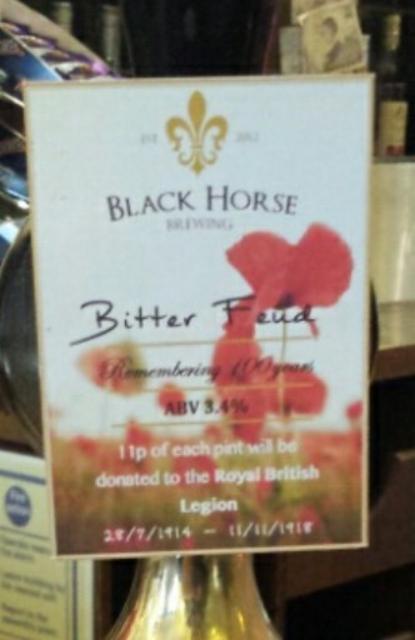 EST 2012
BLACK HORSE
BREWING
Bitter Feud
Remembering 100 years
ABV 3.4%
11p of each pint will be
donated to the Royal British
Legion
28/7/1914 – 11/11/1918